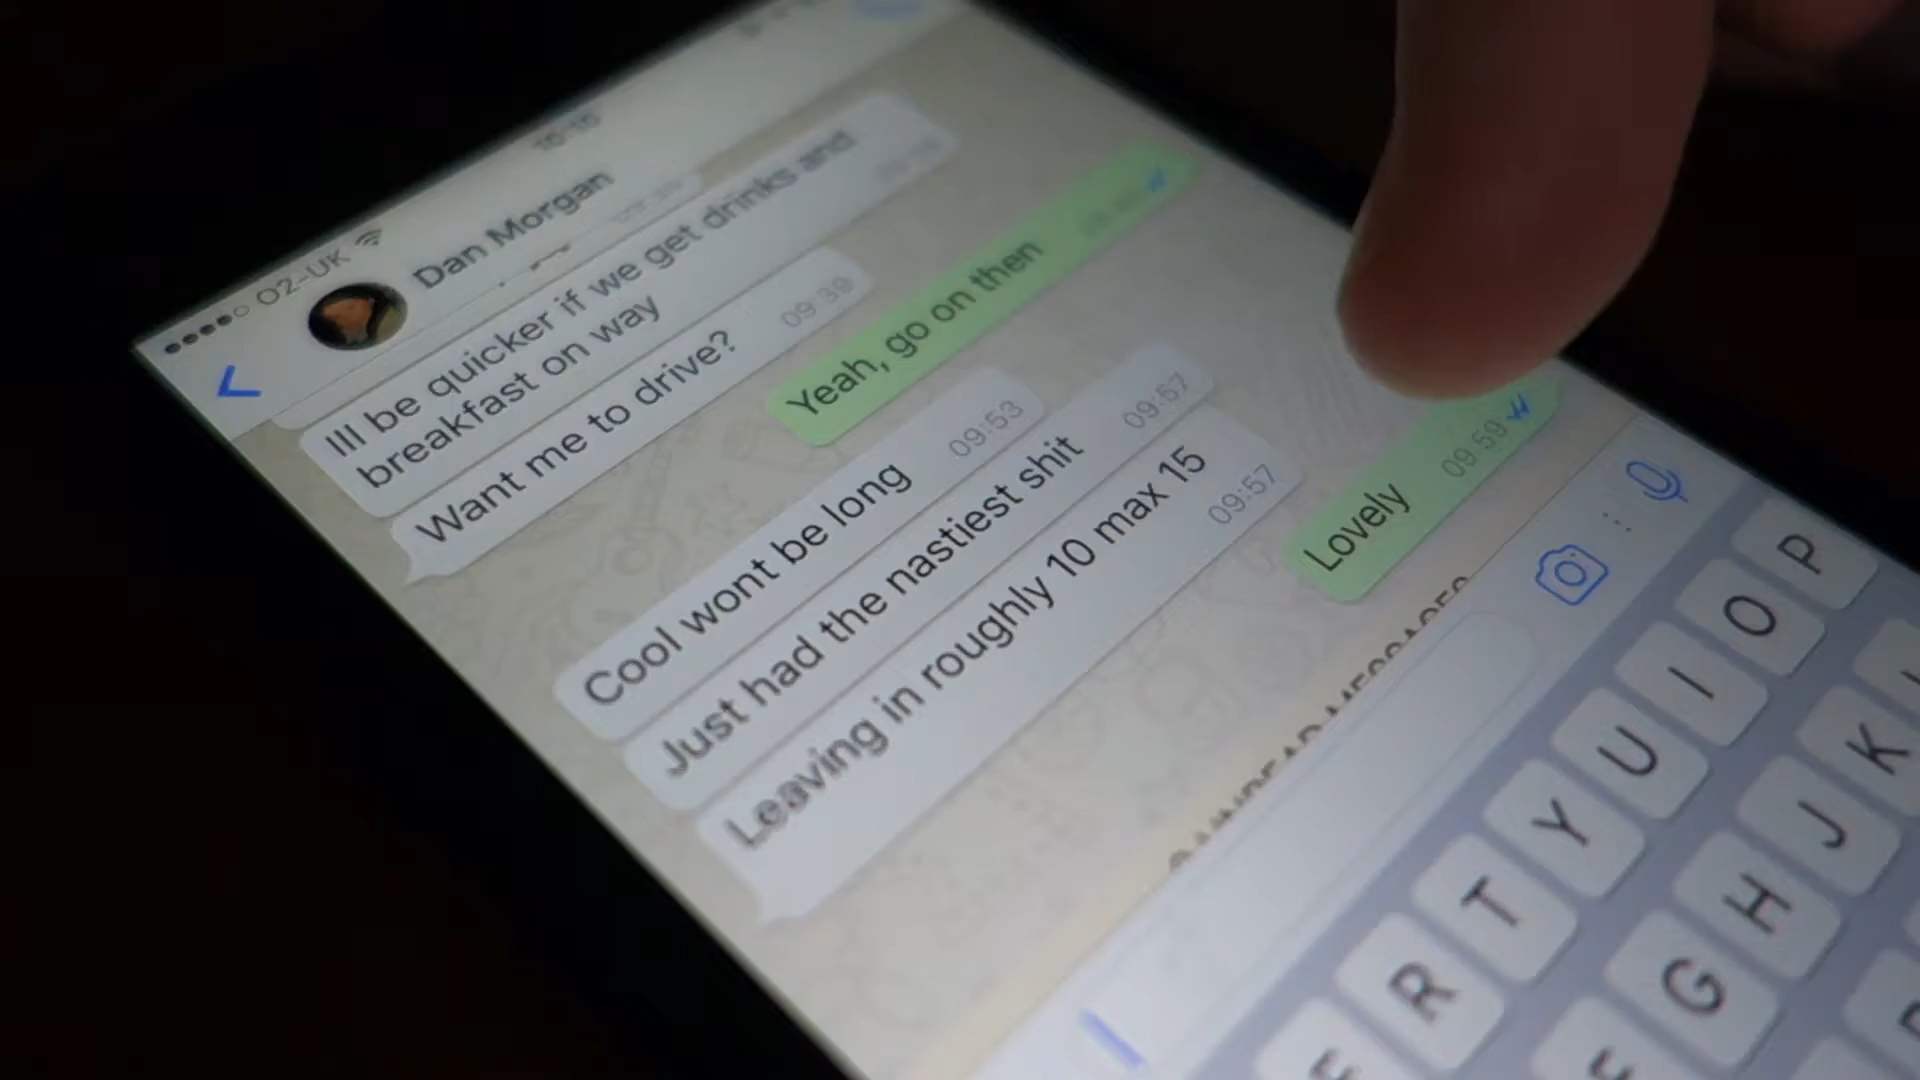 O2-UK
10:10
Dan Morgan
Ill be quicker if we get drinks and
breakfast on way
Want me to drive?
09:39
Yeah, go on then
Cool wont be long
09:53
Just had the nastiest shit
09:57
Leaving in roughly 10 max 15
09:57
Lovely
09:59
R T Y U I O P
F G H J K